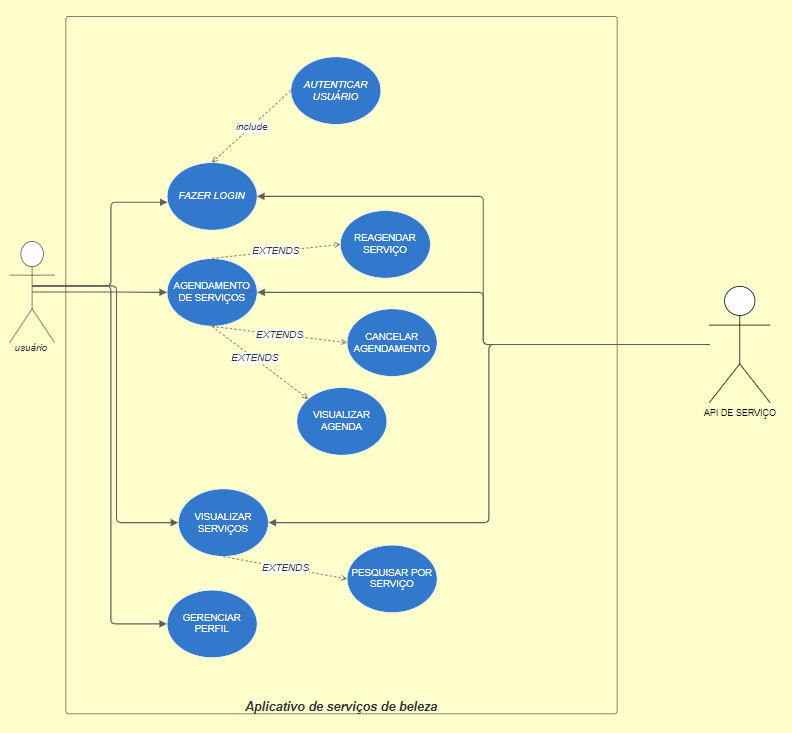 AUTENTICAR
USUÁRIO
include
FAZER LOGIN
REAGENDAR
SERVIÇO
EXTENDS
AGENDAMENTO
DE SERVIÇOS
CANCELAR
AGENDAMENTO
EXTENDS
EXTENDS
usuário
VISUALIZAR
AGENDA
API DE SERVIÇO
VISUALIZAR
SERVIÇOS
EXTENDS
PESQUISAR POR
SERVIÇO
GERENCIAR
PERFIL
Aplicativo de serviços de beleza